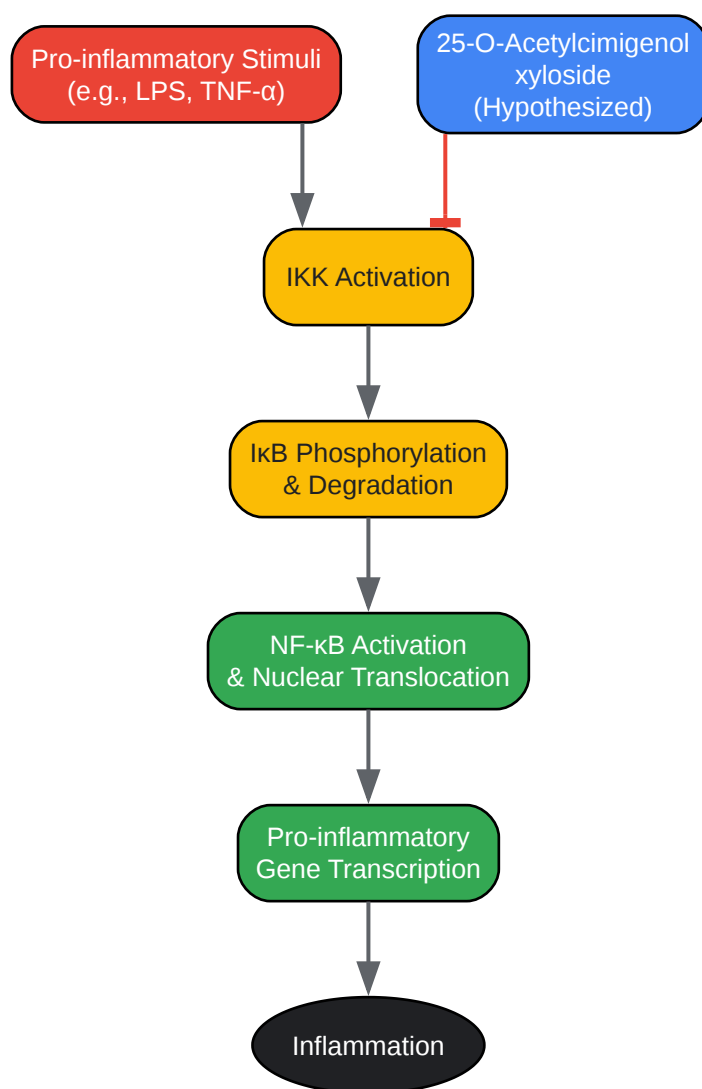 Pro-inflammatory Stimuli
(e.g., LPS, TNF-α)
25-O-Acetylcimigenol
xyloside
(Hypothesized)
IKK Activation
IκB Phosphorylation
& Degradation
NF-κB Activation
& Nuclear Translocation
Pro-inflammatory
Gene Transcription
Inflammation